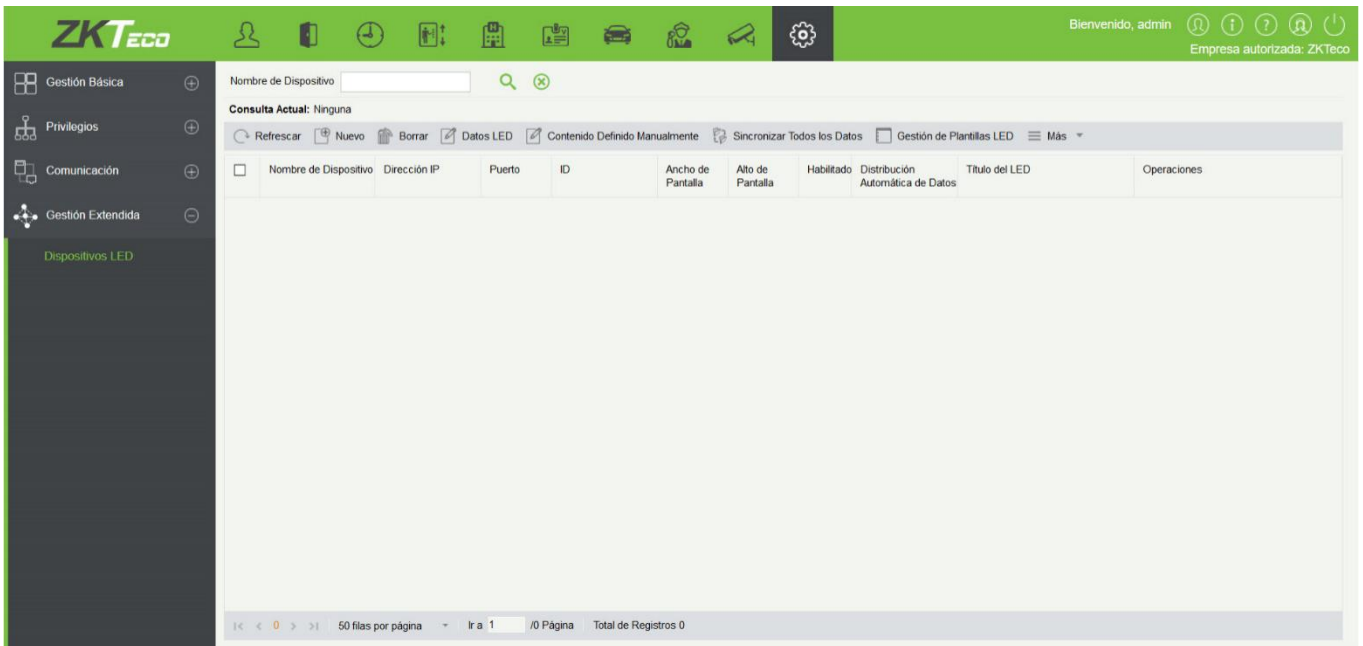 ZKTeco
Bienvenido, admin
Empresa autorizada: ZKTeco
Gestión Básica
Privilegios
Comunicación
Gestión Extendida
Dispositivos LED
Nombre de Dispositivo
Consulta Actual: Ninguna
Refrescar Nuevo Borrar Datos LED Contenido Definido Manualmente Sincronizar Todos los Datos Gestión de Plantillas LED Más
Nombre de Dispositivo Dirección IP Puerto ID Ancho de Pantalla Alto de Pantalla Habilitado Distribución Automática de Datos Título del LED Operaciones
|< < 0 > >| 50 filas por página Ir a 1 /0 Página Total de Registros 0